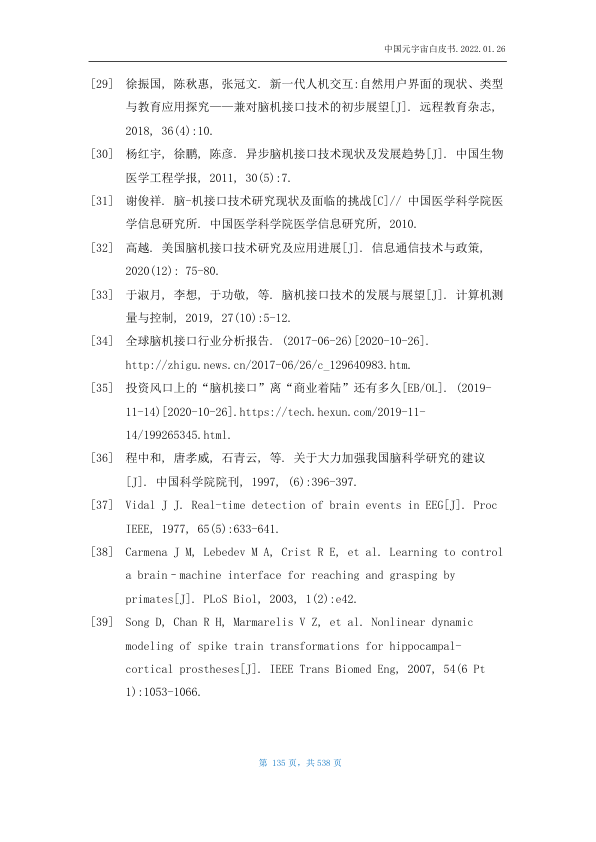 中国元宇宙白皮书.2022.01.26
[29] 徐振国, 陈秋惠, 张冠文. 新一代人机交互:自然用户界面的现状、类型
与教育应用探究——兼对脑机接口技术的初步展望[J]. 远程教育杂志,
2018, 36(4):10.
[30] 杨红宇, 徐鹏, 陈彦. 异步脑机接口技术现状及发展趋势[J]. 中国生物
医学工程学报, 2011, 30(5):7.
[31] 谢俊祥. 脑-机接口技术研究现状及面临的挑战[C]// 中国医学科学院医
学信息研究所. 中国医学科学院医学信息研究所, 2010.
[32] 高越. 美国脑机接口技术研究及应用进展[J]. 信息通信技术与政策,
2020(12): 75-80.
[33] 于淑月, 李想, 于功敬, 等. 脑机接口技术的发展与展望[J]. 计算机测
量与控制, 2019, 27(10):5-12.
[34] 全球脑机接口行业分析报告. (2017-06-26)[2020-10-26].
http://zhigu.news.cn/2017-06/26/c_129640983.htm.
[35] 投资风口上的“脑机接口”离“商业着陆”还有多久[EB/OL]. (2019-
11-14)[2020-10-26].https://tech.hexun.com/2019-11-
14/199265345.html.
[36] 程中和, 唐孝威, 石青云, 等. 关于大力加强我国脑科学研究的建议
[J]. 中国科学院院刊, 1997, (6):396-397.
[37] Vidal J J. Real-time detection of brain events in EEG[J]. Proc
IEEE, 1977, 65(5):633-641.
[38] Carmena J M, Lebedev M A, Crist R E, et al. Learning to control
a brain–machine interface for reaching and grasping by
primates[J]. PLoS Biol, 2003, 1(2):e42.
[39] Song D, Chan R H, Marmarelis V Z, et al. Nonlinear dynamic
modeling of spike train transformations for hippocampal-
cortical prostheses[J]. IEEE Trans Biomed Eng, 2007, 54(6 Pt
1):1053-1066.
第 135 页，共 538 页